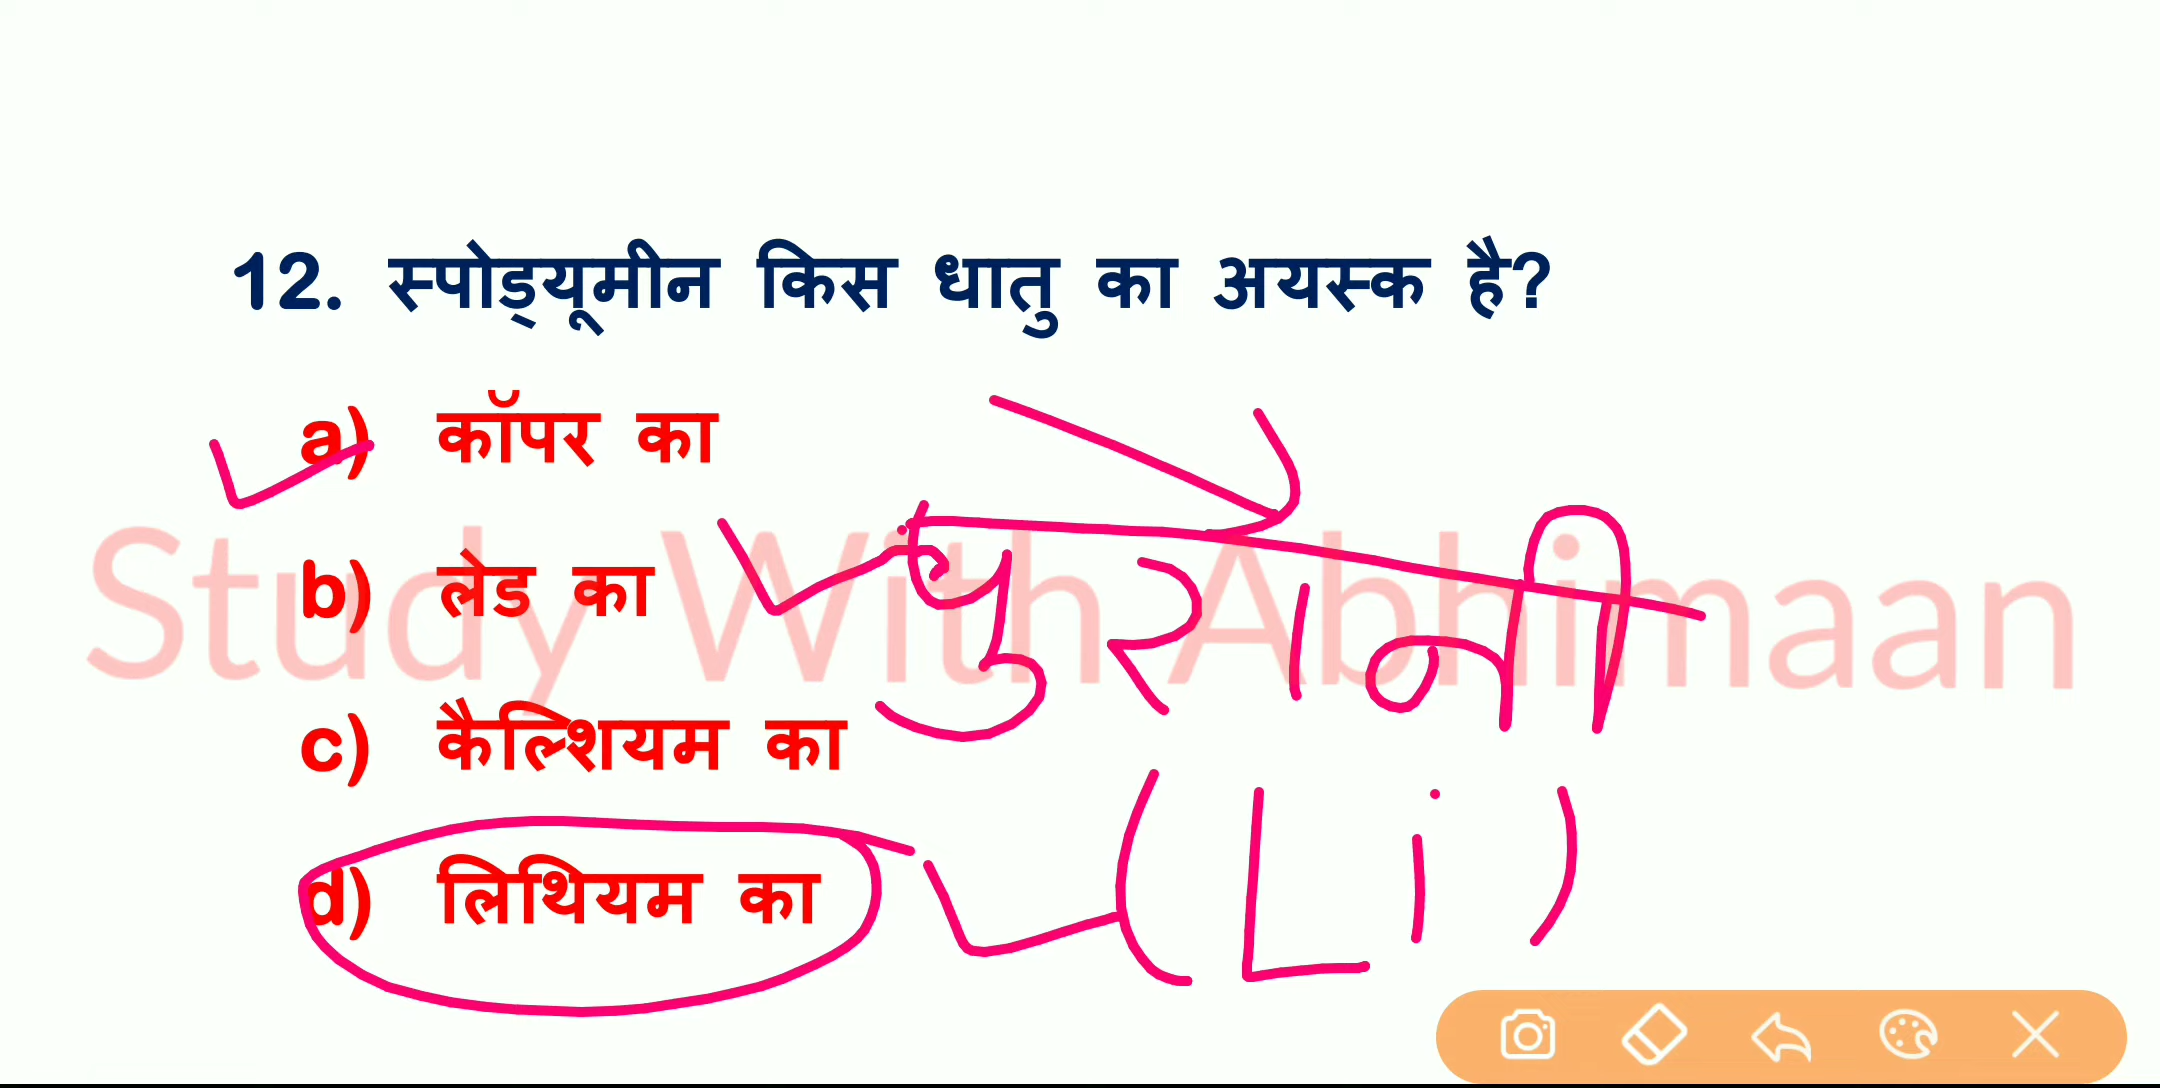 12. स्पोड्यूमीन किस धातु का अयस्क है?
a) कॉपर का
b) लेड का
पुरानी
Study With Abhimaan
c) कैल्शियम का
d) लिथियम का
(Li)